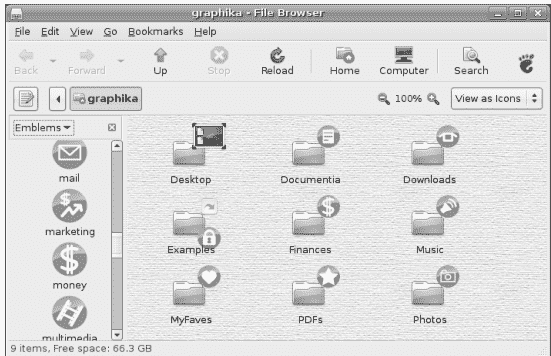 graphika - File Browser
File Edit View Go Bookmarks Help
Back Forward Up Stop Reload Home Computer Search
graphika 100% View as Icons
Emblems
mail
marketing
money
multimedia
Desktop Documentia Downloads
Examples Finances Music
MyFaves PDFs Photos
9 items, Free space: 66.3 GB